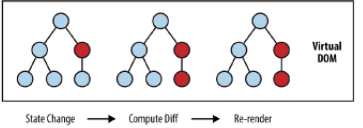 Virtual
DOM
State Change → Compute Diff → Re-render